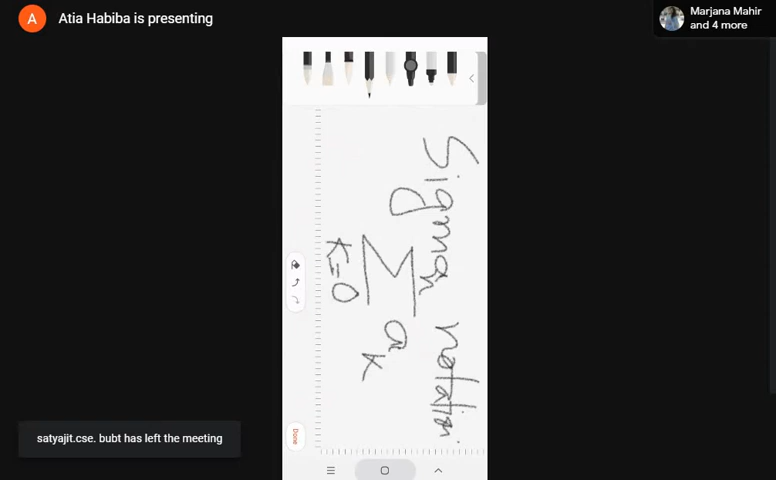 Atia Habiba is presenting
A
Marjana Mahir
and 4 more
Sigma notation
∑ a_k
K=0
Done
satyajit.cse. bubt has left the meeting